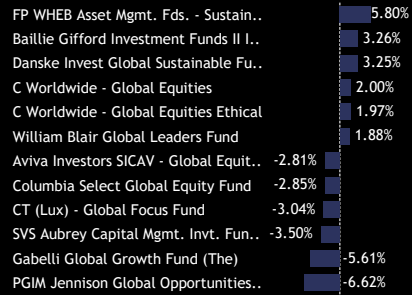 FP WHEB Asset Mgmt. Fds. - Sustain.. 5.80%
Baillie Gifford Investment Funds II I.. 3.26%
Danske Invest Global Sustainable Fu.. 3.25%
C Worldwide - Global Equities 2.00%
C Worldwide - Global Equities Ethical 1.97%
William Blair Global Leaders Fund 1.88%
Aviva Investors SICAV - Global Equit.. -2.81%
Columbia Select Global Equity Fund -2.85%
CT (Lux) - Global Focus Fund -3.04%
SVS Aubrey Capital Mgmt. Invt. Fun.. -3.50%
Gabelli Global Growth Fund (The) -5.61%
PGIM Jennison Global Opportunities.. -6.62%